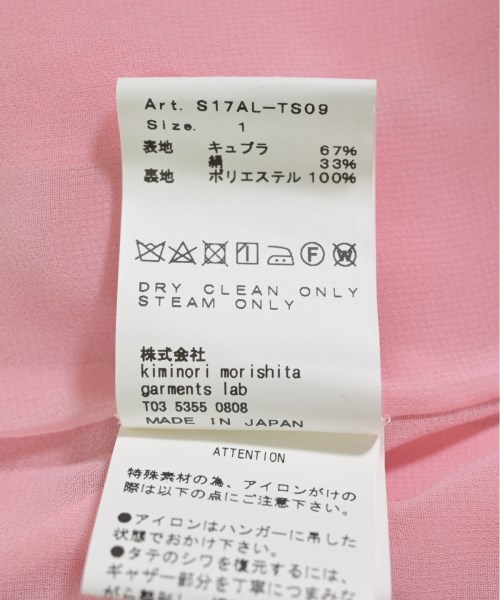 Art. S17AL-TS09
Size. 1
表地 キュプラ 67%
絹 33%
裏地 ポリエステル 100%
F W
DRY CLEAN ONLY
STEAM ONLY
株式会社
kiminori morishita
garments lab
T03 5355 0808
MADE IN JAPAN
ATTENTION
特殊素材の為、アイロンがけの
際は以下の点にご注意下さい。
●アイロンはハンガーに吊した
状態でおかけ下さい。
●タテのシワを復元するには、
ギャザー部分を丁寧につまみな